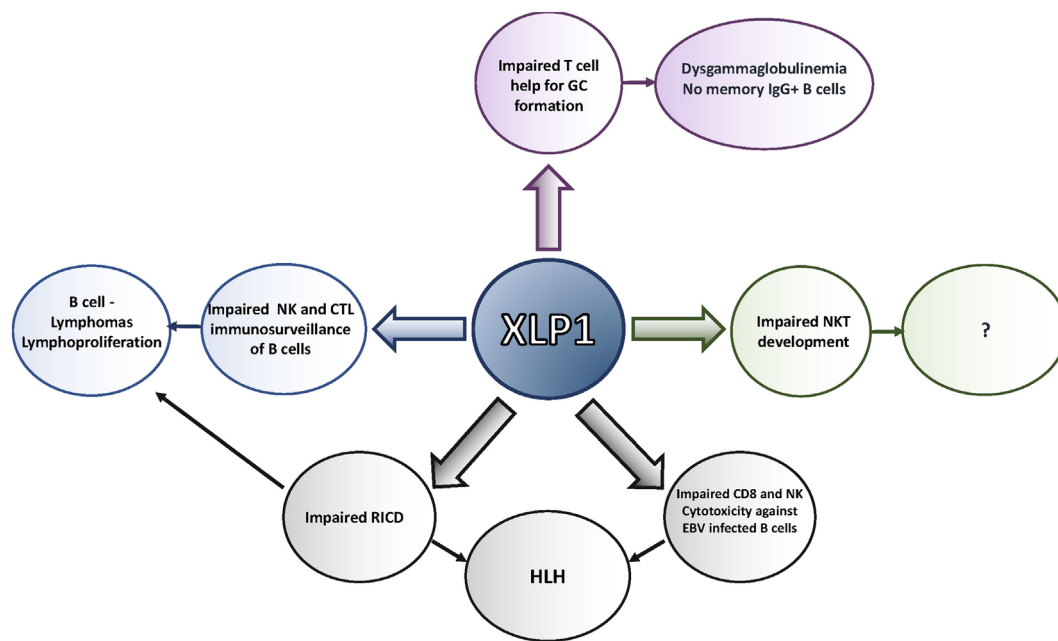 Impaired T cell
help for GC
formation
Dysgammaglobulinemia
No memory IgG+ B cells
B cell -
Lymphomas
Lymphoproliferation
Impaired NK and CTL
immunosurveillance
of B cells
XLP1
Impaired NKT
development
?
Impaired RICD
HLH
Impaired CD8 and NK
Cytotoxicity against
EBV infected B cells